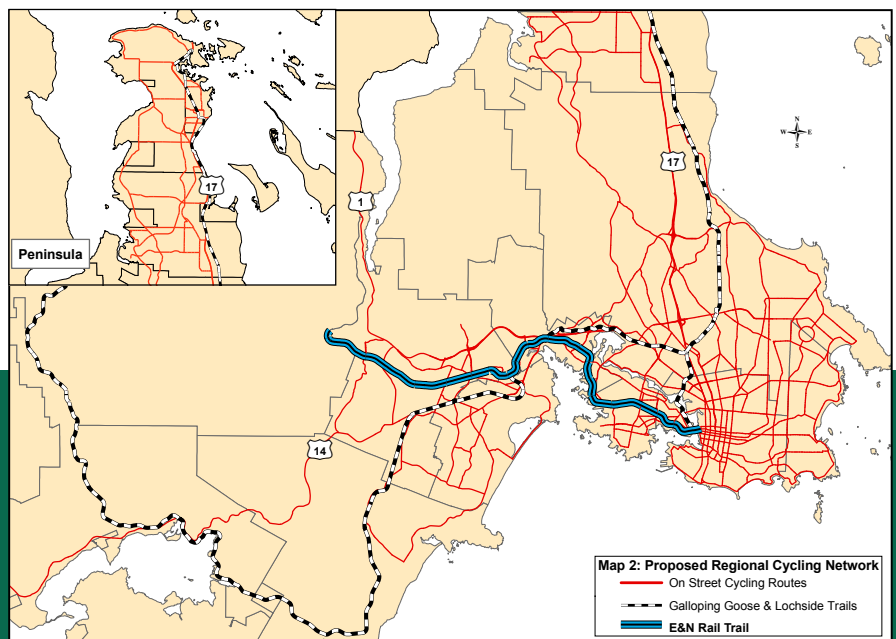 17
Peninsula
1
17
N
W E
S
14
Map 2: Proposed Regional Cycling Network
On Street Cycling Routes
Galloping Goose & Lochside Trails
E&N Rail Trail